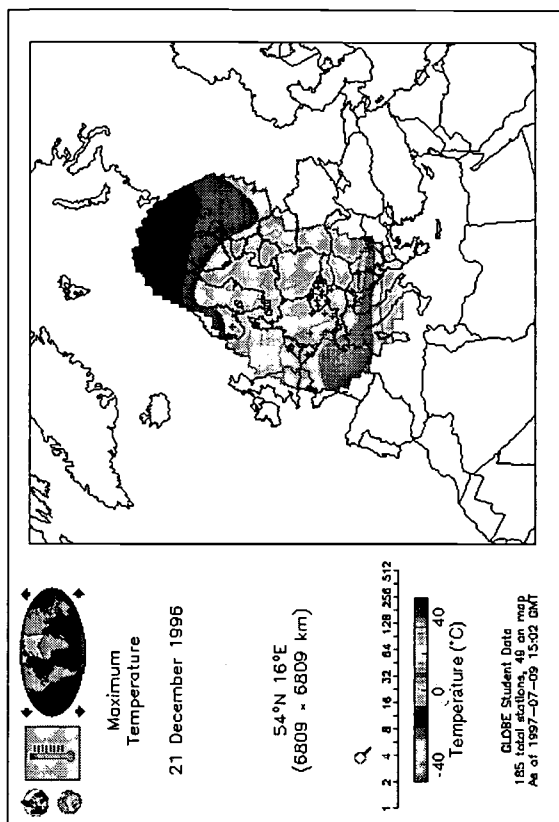 Maximum
Temperature
21 December 1996
54°N 16°E
(6809 × 6809 km)
1 2 4 8 16 32 64 128 256 512
-40 0 40
Temperature (°C)
GLOBE Student Data
185 total stations, 49 on map
As of 1997-07-09 15:02 GMT